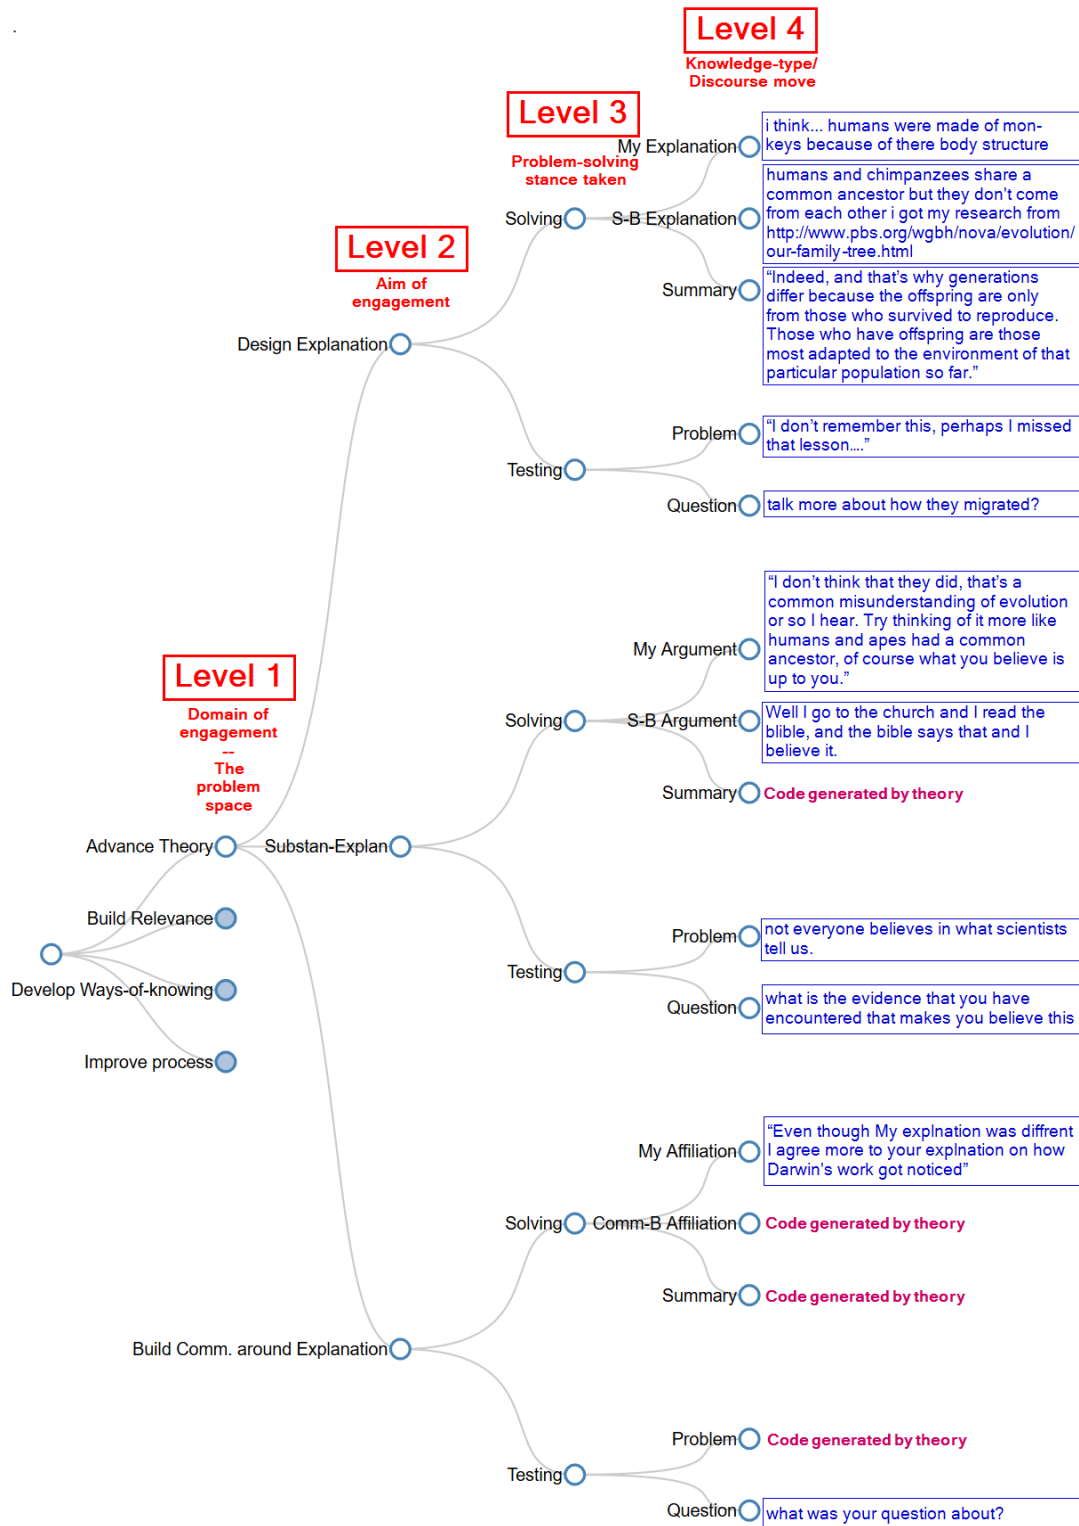 .
Level 4
Knowledge-type/
Discourse move
Level 3
Problem-solving
stance taken
My Explanation
i think... humans were made of mon-
keys because of there body structure
Solving
S-B Explanation
humans and chimpanzees share a
common ancestor but they don't come
from each other i got my research from
http://www.pbs.org/wgbh/nova/evolution/
our-family-tree.html
Level 2
Aim of
engagement
Summary
“Indeed, and that’s why generations
differ because the offspring are only
from those who survived to reproduce.
Those who have offspring are those
most adapted to the environment of that
particular population so far.”
Design Explanation
Problem
“I don’t remember this, perhaps I missed
that lesson....”
Testing
Question
talk more about how they migrated?
Level 1
Domain of
engagement
--
The
problem
space
My Argument
“I don’t think that they did, that’s a
common misunderstanding of evolution
or so I hear. Try thinking of it more like
humans and apes had a common
ancestor, of course what you believe is
up to you.”
Solving
S-B Argument
Well I go to the church and I read the
blible, and the bible says that and I
believe it.
Summary
Code generated by theory
Advance Theory
Substan-Explan
Build Relevance
Problem
not everyone believes in what scientists
tell us.
Testing
Develop Ways-of-knowing
Question
what is the evidence that you have
encountered that makes you believe this
Improve process
My Affiliation
“Even though My explnation was diffrent
I agree more to your explnation on how
Darwin's work got noticed”
Solving
Comm-B Affiliation
Code generated by theory
Summary
Code generated by theory
Build Comm. around Explanation
Problem
Code generated by theory
Testing
Question
what was your question about?